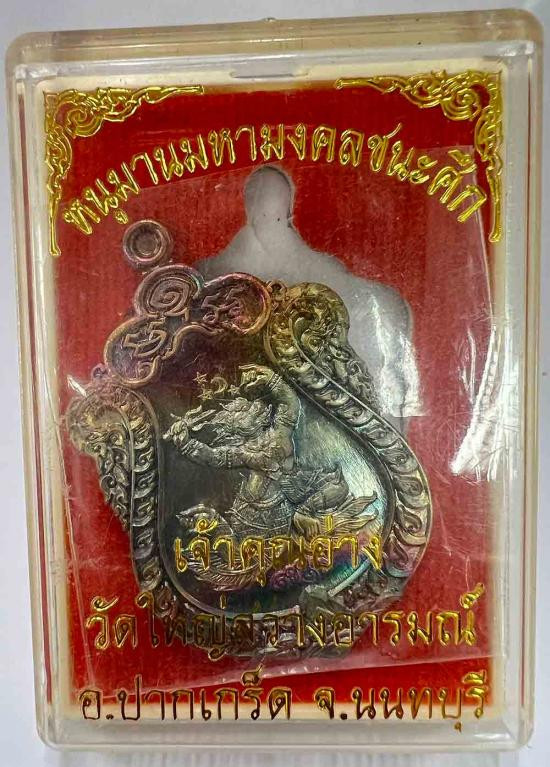 หนุมานมหามงคลชนะศึก
เจ้าคุณอ่าง
วัดใหญ่สว่างอารมณ์
อ.ปากเกร็ด จ.นนทบุรี